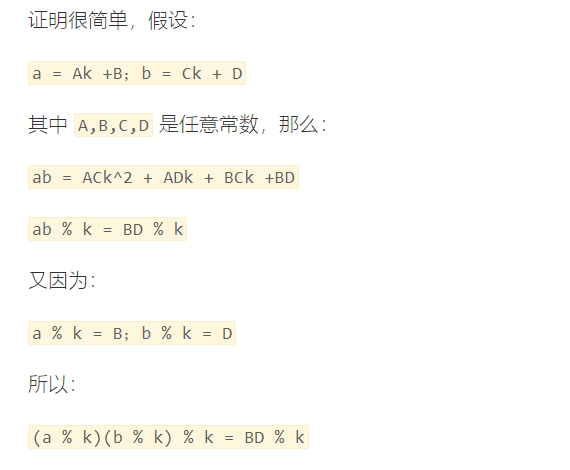 证明很简单，假设：
a = Ak +B；b = Ck + D
其中 A,B,C,D 是任意常数，那么：
ab = ACk^2 + ADk + BCk +BD
ab % k = BD % k
又因为：
a % k = B；b % k = D
所以：
(a % k)(b % k) % k = BD % k